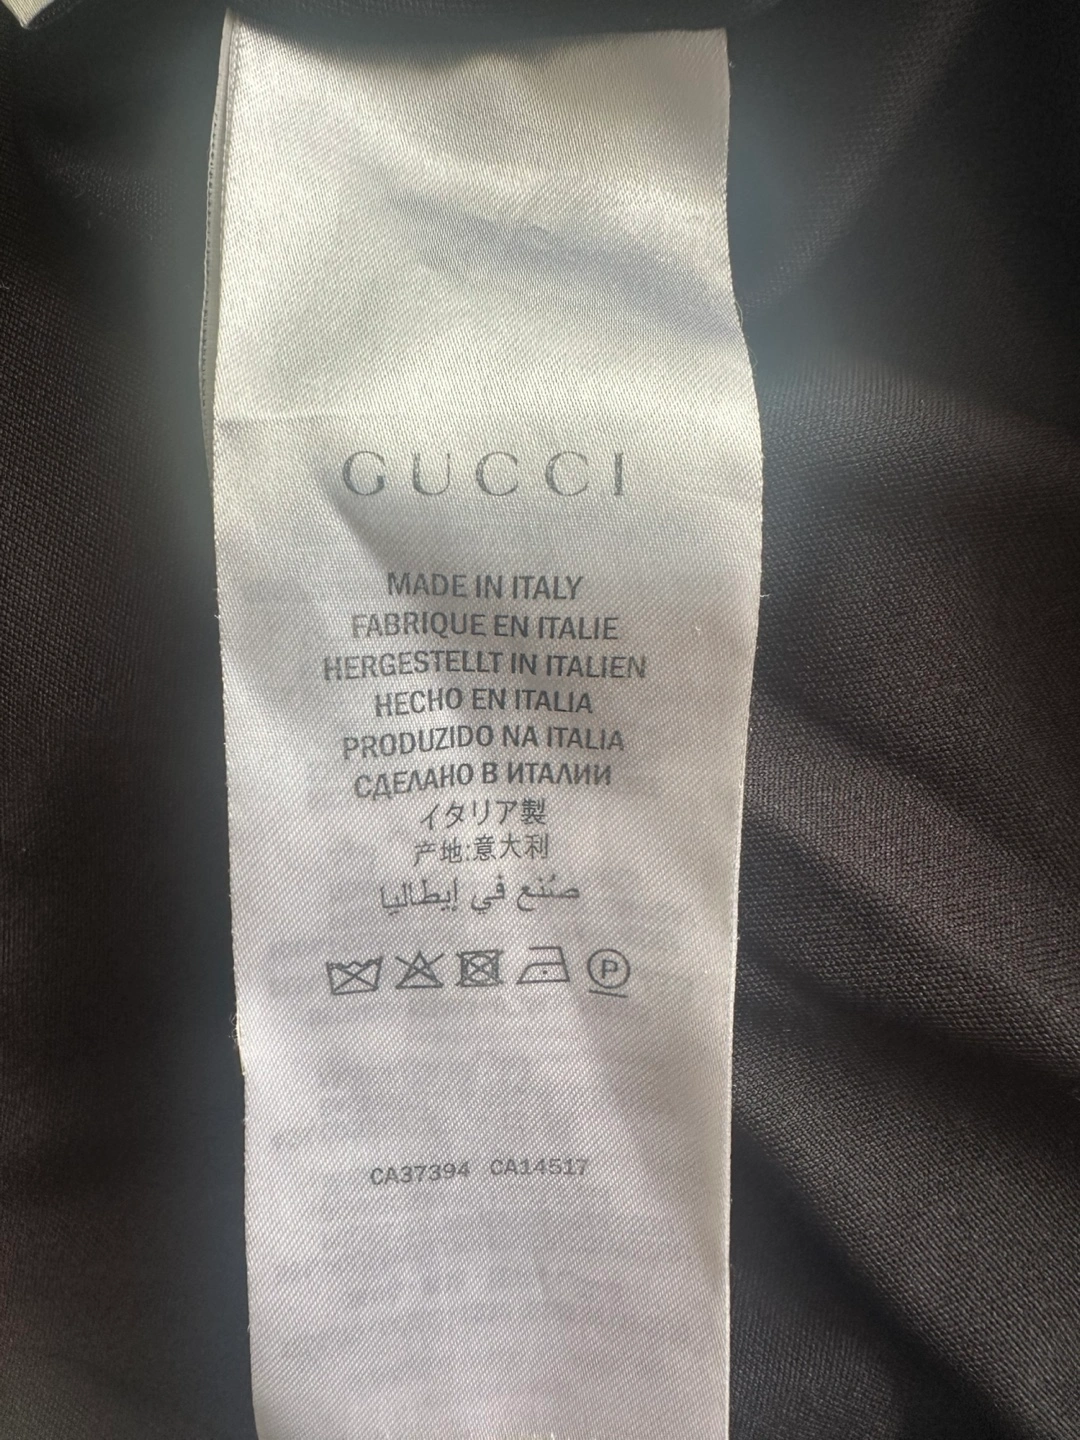 GUCCI
MADE IN ITALY
FABRIQUE EN ITALIE
HERGESTELLT IN ITALIEN
HECHO EN ITALIA
PRODUZIDO NA ITALIA
СДЕЛАНО В ИТАЛИИ
イタリア製
产地:意大利
صُنع في إيطاليا
P
CA37394 CA14517